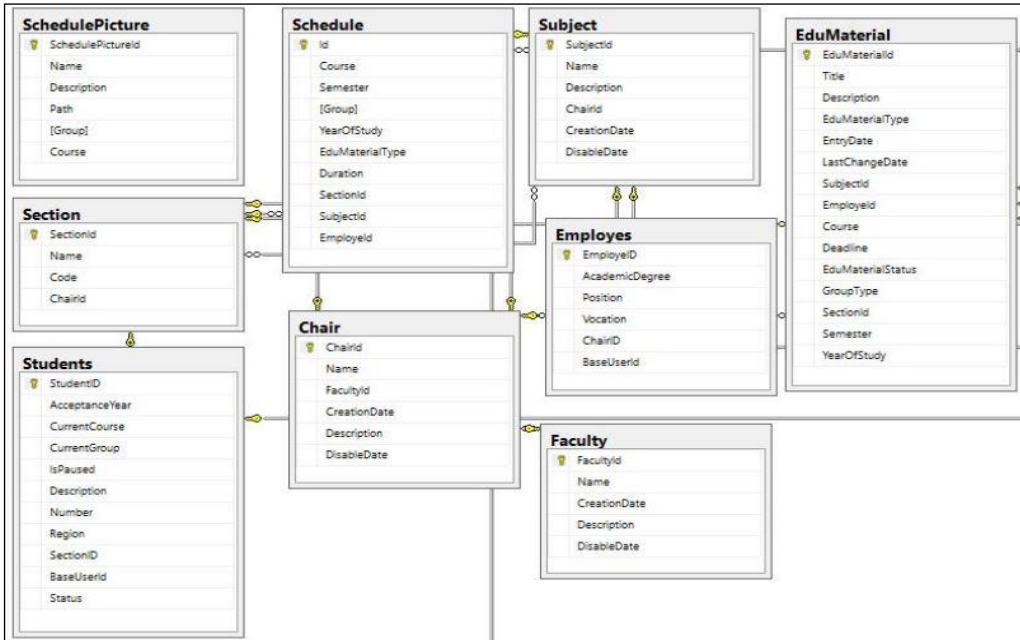 SchedulePicture
SchedulePictureId
Name
Description
Path
[Group]
Course
Schedule
Id
Course
Semester
[Group]
YearOfStudy
EduMaterialType
Duration
SectionId
SubjectId
EmployeId
Subject
SubjectId
Name
Description
ChairId
CreationDate
DisableDate
EduMaterial
EduMaterialId
Title
Description
EduMaterialType
EntryDate
LastChangeDate
SubjectId
EmployeId
Course
Deadline
EduMaterialStatus
GroupType
SectionId
Semester
YearOfStudy
Section
SectionId
Name
Code
ChairId
Employes
EmployeID
AcademicDegree
Position
Vocation
ChairID
BaseUserId
Chair
ChairId
Name
FacultyId
CreationDate
Description
DisableDate
Students
StudentID
AcceptanceYear
CurrentCourse
CurrentGroup
IsPaused
Description
Number
Region
SectionID
BaseUserId
Status
Faculty
FacultyId
Name
CreationDate
Description
DisableDate